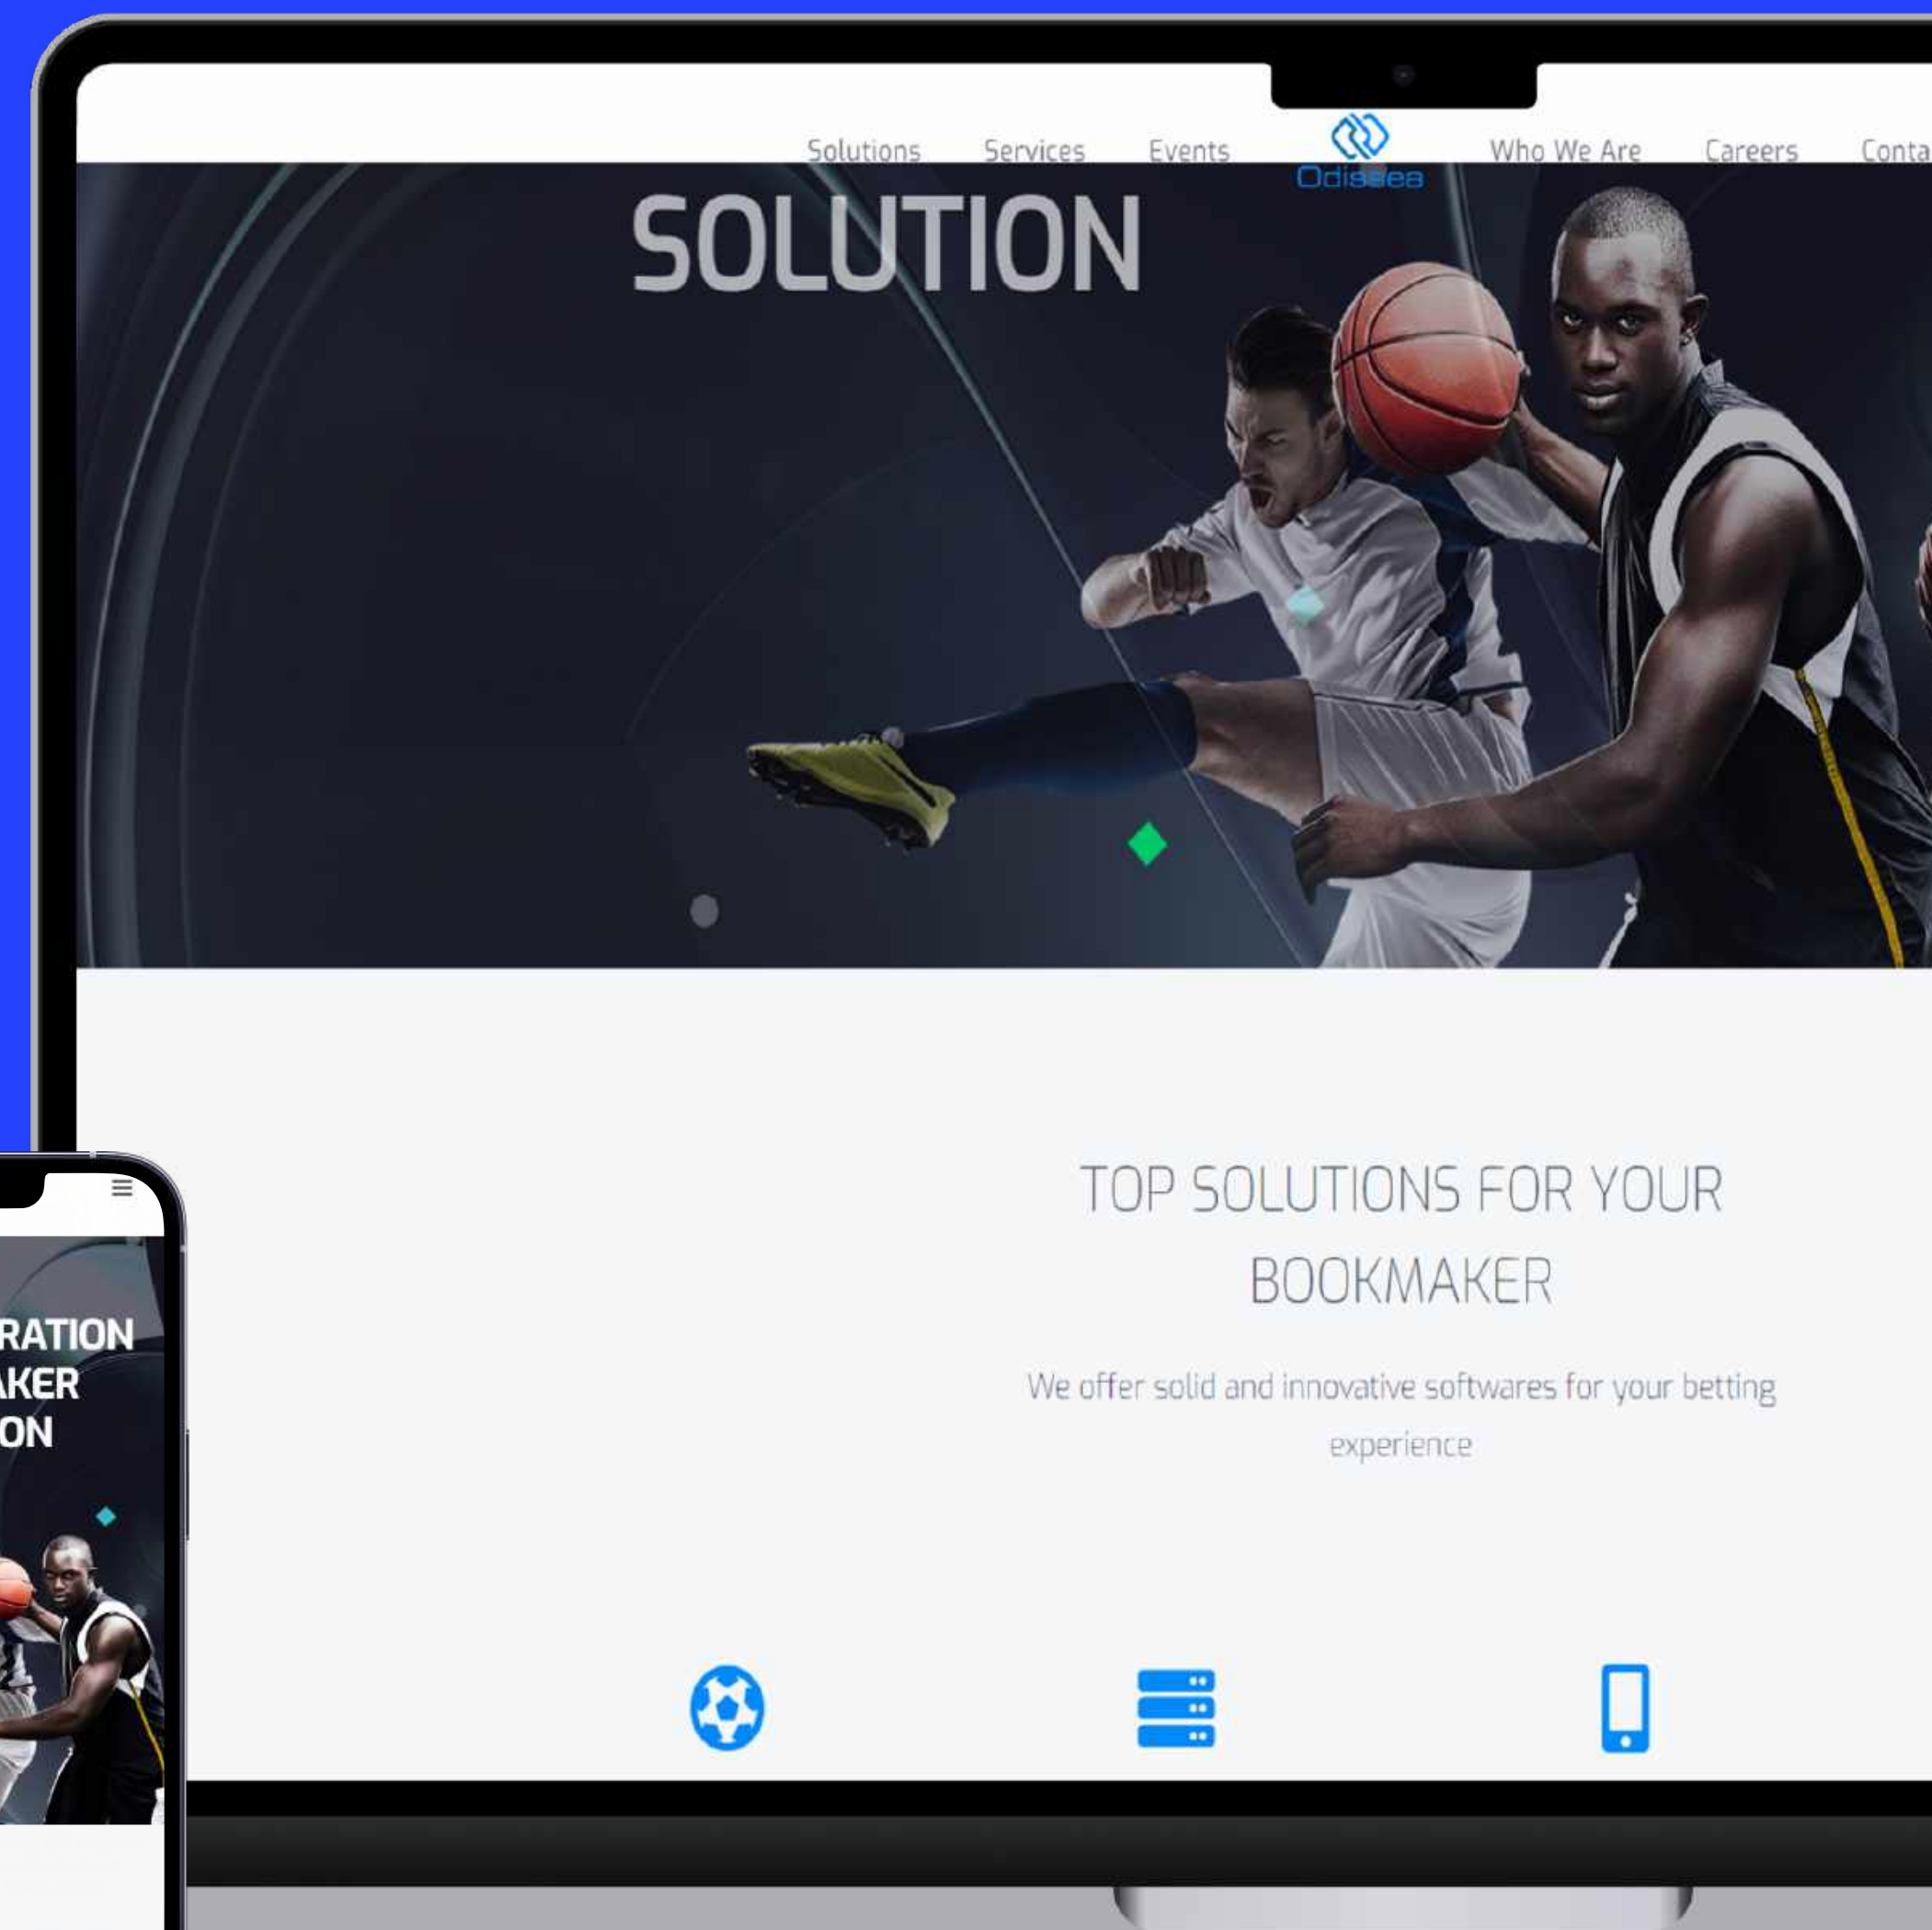 Solutions
Services
Events
Odissea
Who We Are
Careers
Conta
SOLUTION
TOP SOLUTIONS FOR YOUR
BOOKMAKER
We offer solid and innovative softwares for your betting
experience
RATION
AKER
ON